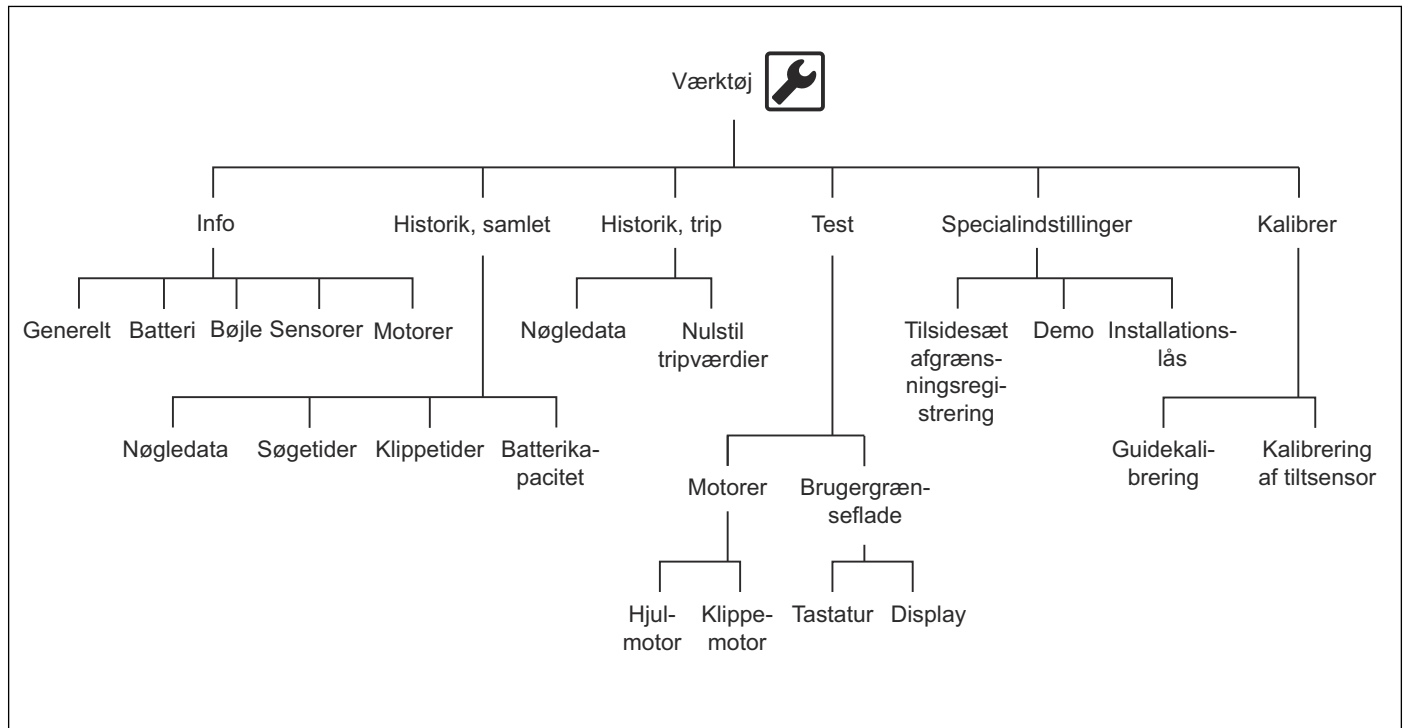 Værktøj
Info
Historik, samlet
Historik, trip
Test
Specialindstillinger
Kalibrer
Generelt
Batteri
Bøjle
Sensorer
Motorer
Nøgledata
Nulstil
tripværdier
Tilsidesæt
afgræns-
ningsregi-
strering
Demo
Installations-
lås
Nøgledata
Søgetider
Klippetider
Batterika-
pacitet
Motorer
Brugergræn-
seflade
Guidekali-
brering
Kalibrering
af tiltsensor
Hjul-
motor
Klippe-
motor
Tastatur
Display